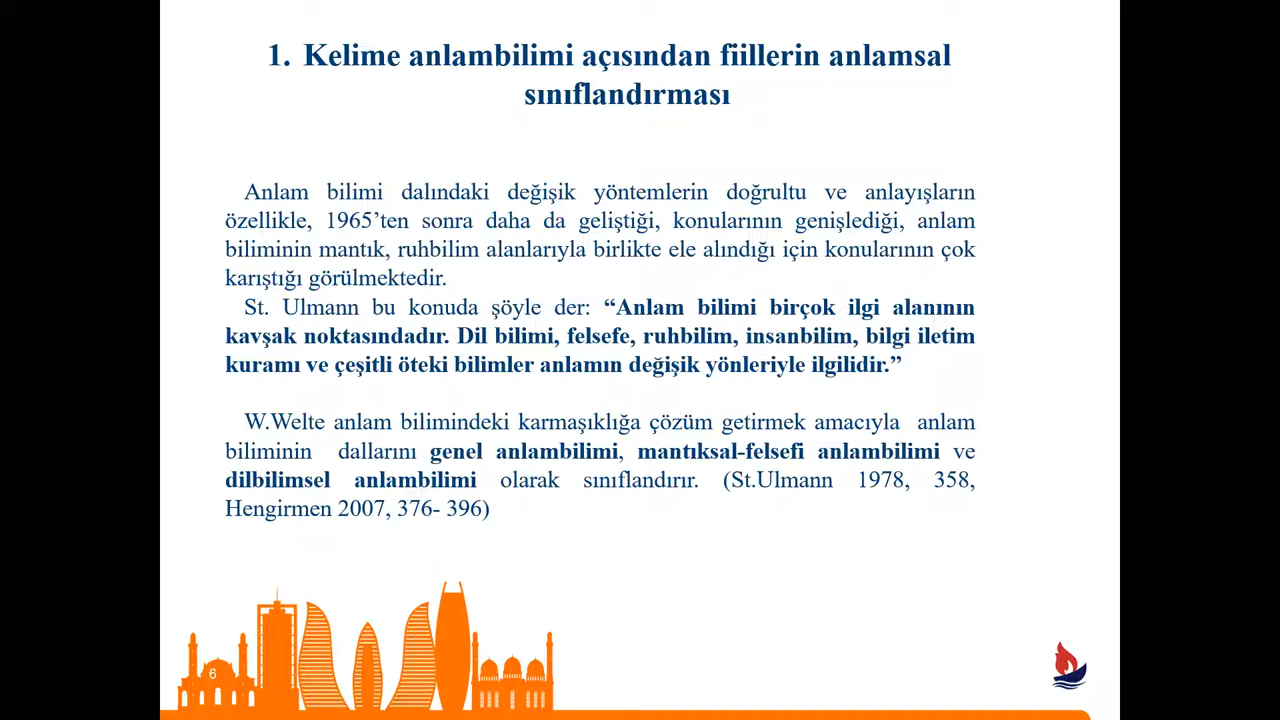 1. Kelime anlambilimi açısından fiillerin anlamsal
sınıflandırması
Anlam bilimi dalındaki değişik yöntemlerin doğrultu ve anlayışların
özellikle, 1965’ten sonra daha da geliştiği, konularının genişlediği, anlam
biliminin mantık, ruhbilim alanlarıyla birlikte ele alındığı için konularının çok
karıştığı görülmektedir.
St. Ulmann bu konuda şöyle der: “Anlam bilimi birçok ilgi alanının
kavşak noktasındadır. Dil bilimi, felsefe, ruhbilim, insanbilim, bilgi iletim
kuramı ve çeşitli öteki bilimler anlamın değişik yönleriyle ilgilidir.”
W.Welte anlam bilimindeki karmaşıklığa çözüm getirmek amacıyla anlam
biliminin dallarını genel anlambilimi, mantıksal-felsefi anlambilimi ve
dilbilimsel anlambilimi olarak sınıflandırır. (St.Ulmann 1978, 358,
Hengirmen 2007, 376- 396)
6